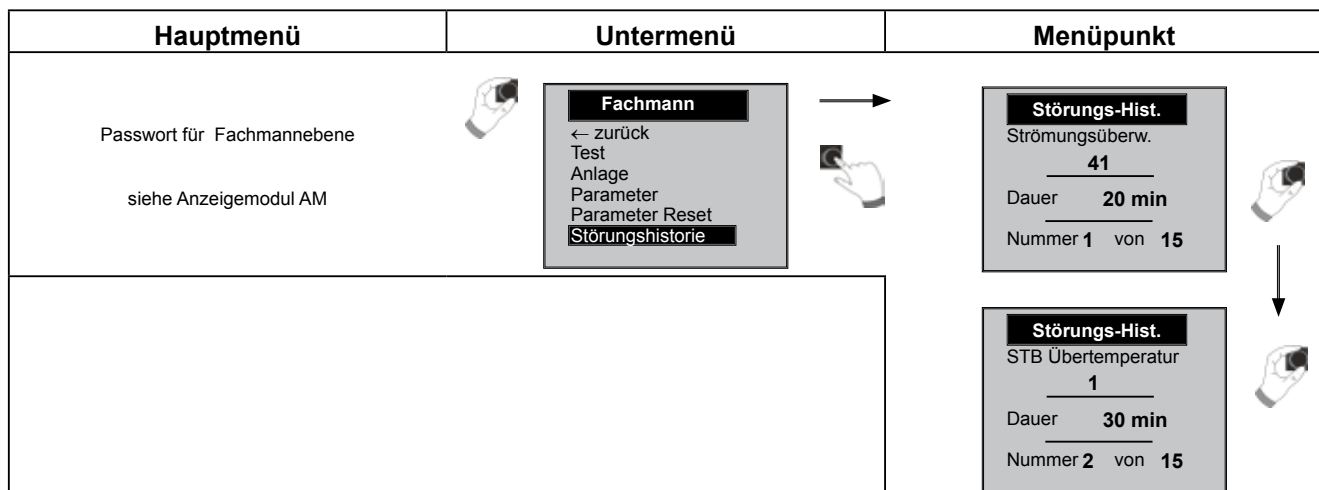 Hauptmenü
Untermenü
Menüpunkt
Passwort für Fachmannebene
siehe Anzeigemodul AM
Fachmann
← zurück
Test
Anlage
Parameter
Parameter Reset
Störungshistorie
Störungs-Hist.
Strömungsüberw.
41
Dauer 20 min
Nummer 1 von 15
Störungs-Hist.
STB Übertemperatur
1
Dauer 30 min
Nummer 2 von 15